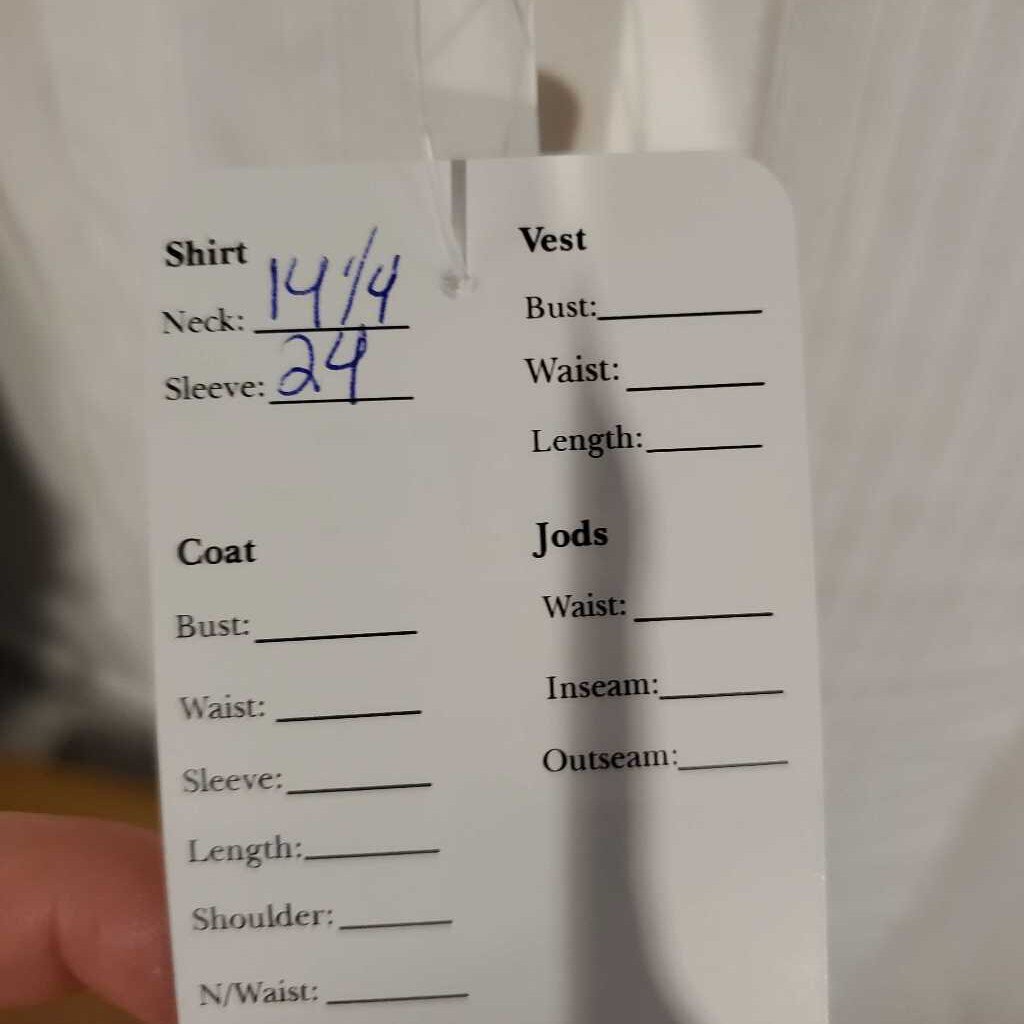 Shirt
Neck: 14 1/4
Sleeve: 24
Vest
Bust:
Waist:
Length:
Coat
Bust:
Waist:
Sleeve:
Length:
Shoulder:
N/Waist:
Jods
Waist:
Inseam:
Outseam: